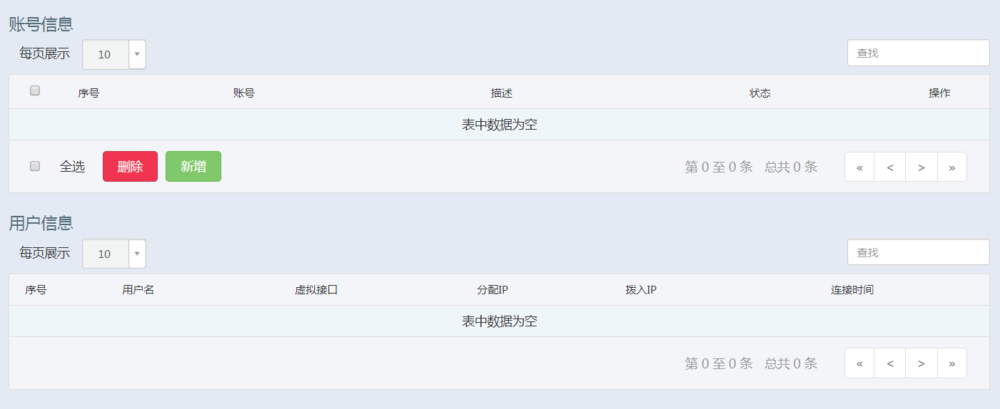 账号信息
每页展示 10 查找
序号 账号 描述 状态 操作
表中数据为空
全选 删除 新增 第 0 至 0 条 总共 0 条 « < > »
用户信息
每页展示 10 查找
序号 用户名 虚拟接口 分配IP 拨入IP 连接时间
表中数据为空
第 0 至 0 条 总共 0 条 « < > »